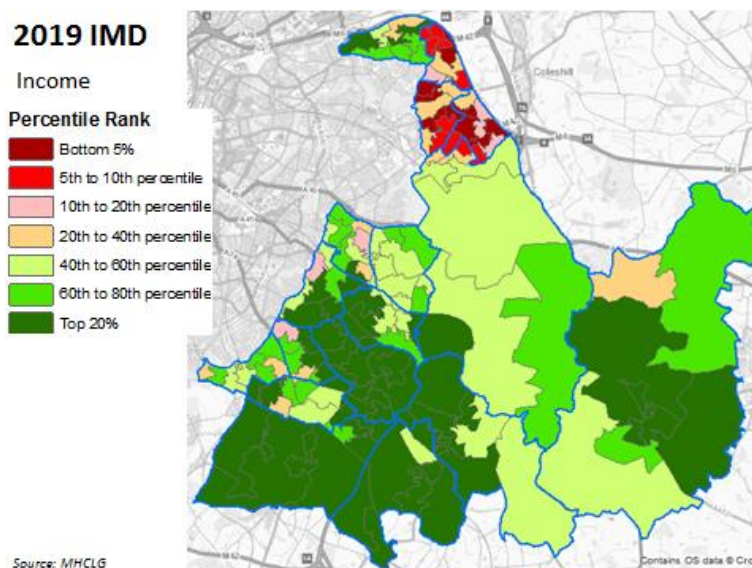 2019 IMD
Income
Percentile Rank
Bottom 5%
5th to 10th percentile
10th to 20th percentile
20th to 40th percentile
40th to 60th percentile
60th to 80th percentile
Top 20%
Coleshill
M 42
Source: MHCLG
Contains OS data © Cro